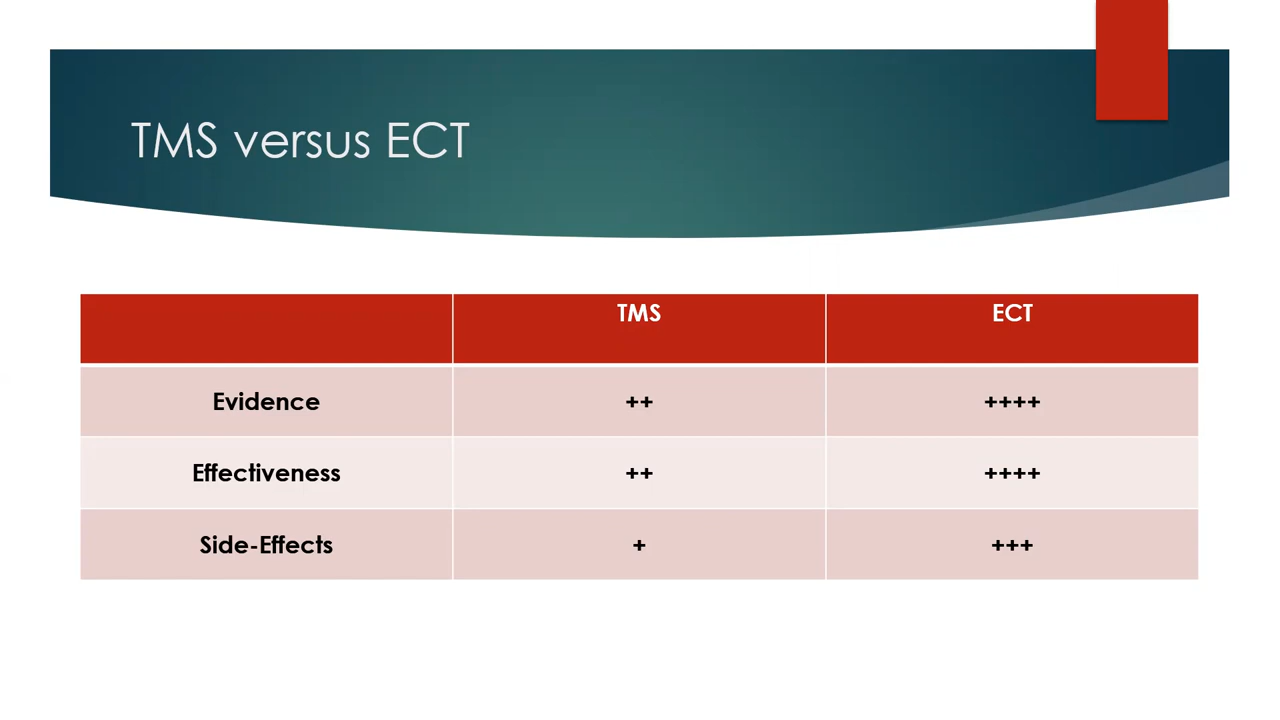 TMS versus ECT
TMS ECT
Evidence ++ ++++
Effectiveness ++ ++++
Side-Effects + +++